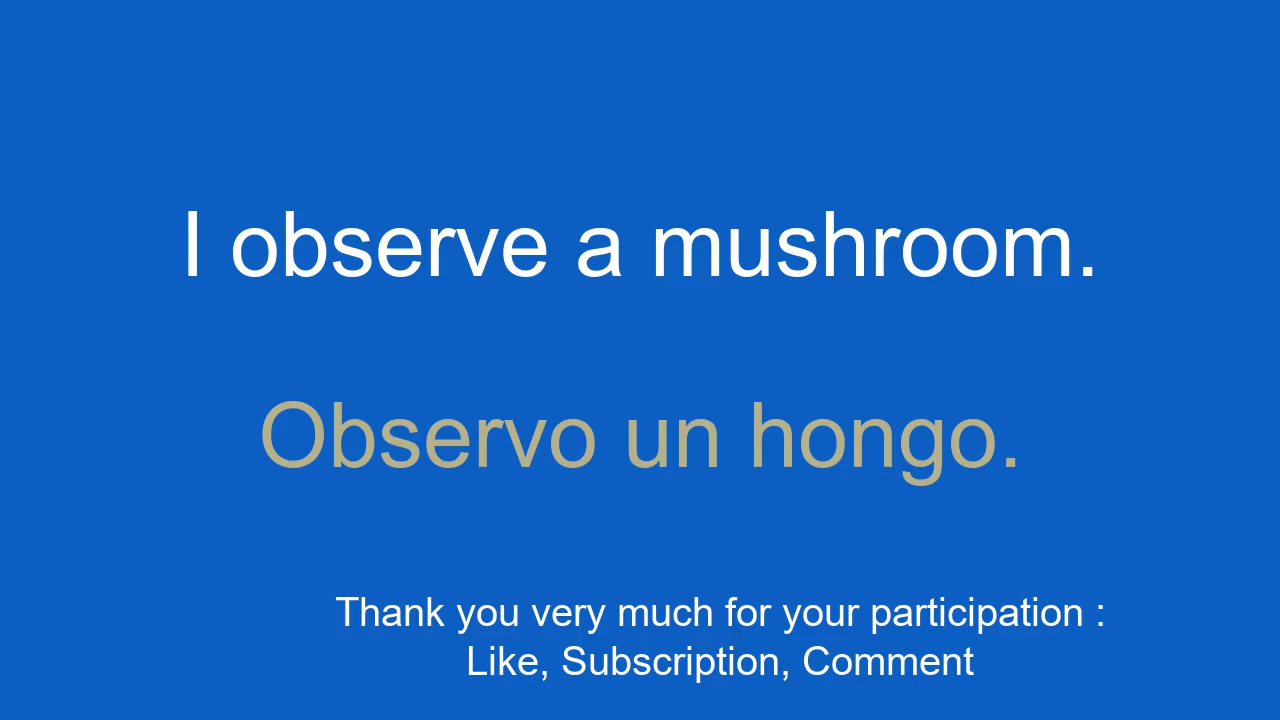 I observe a mushroom.
Observo un hongo.
Thank you very much for your participation :
Like, Subscription, Comment